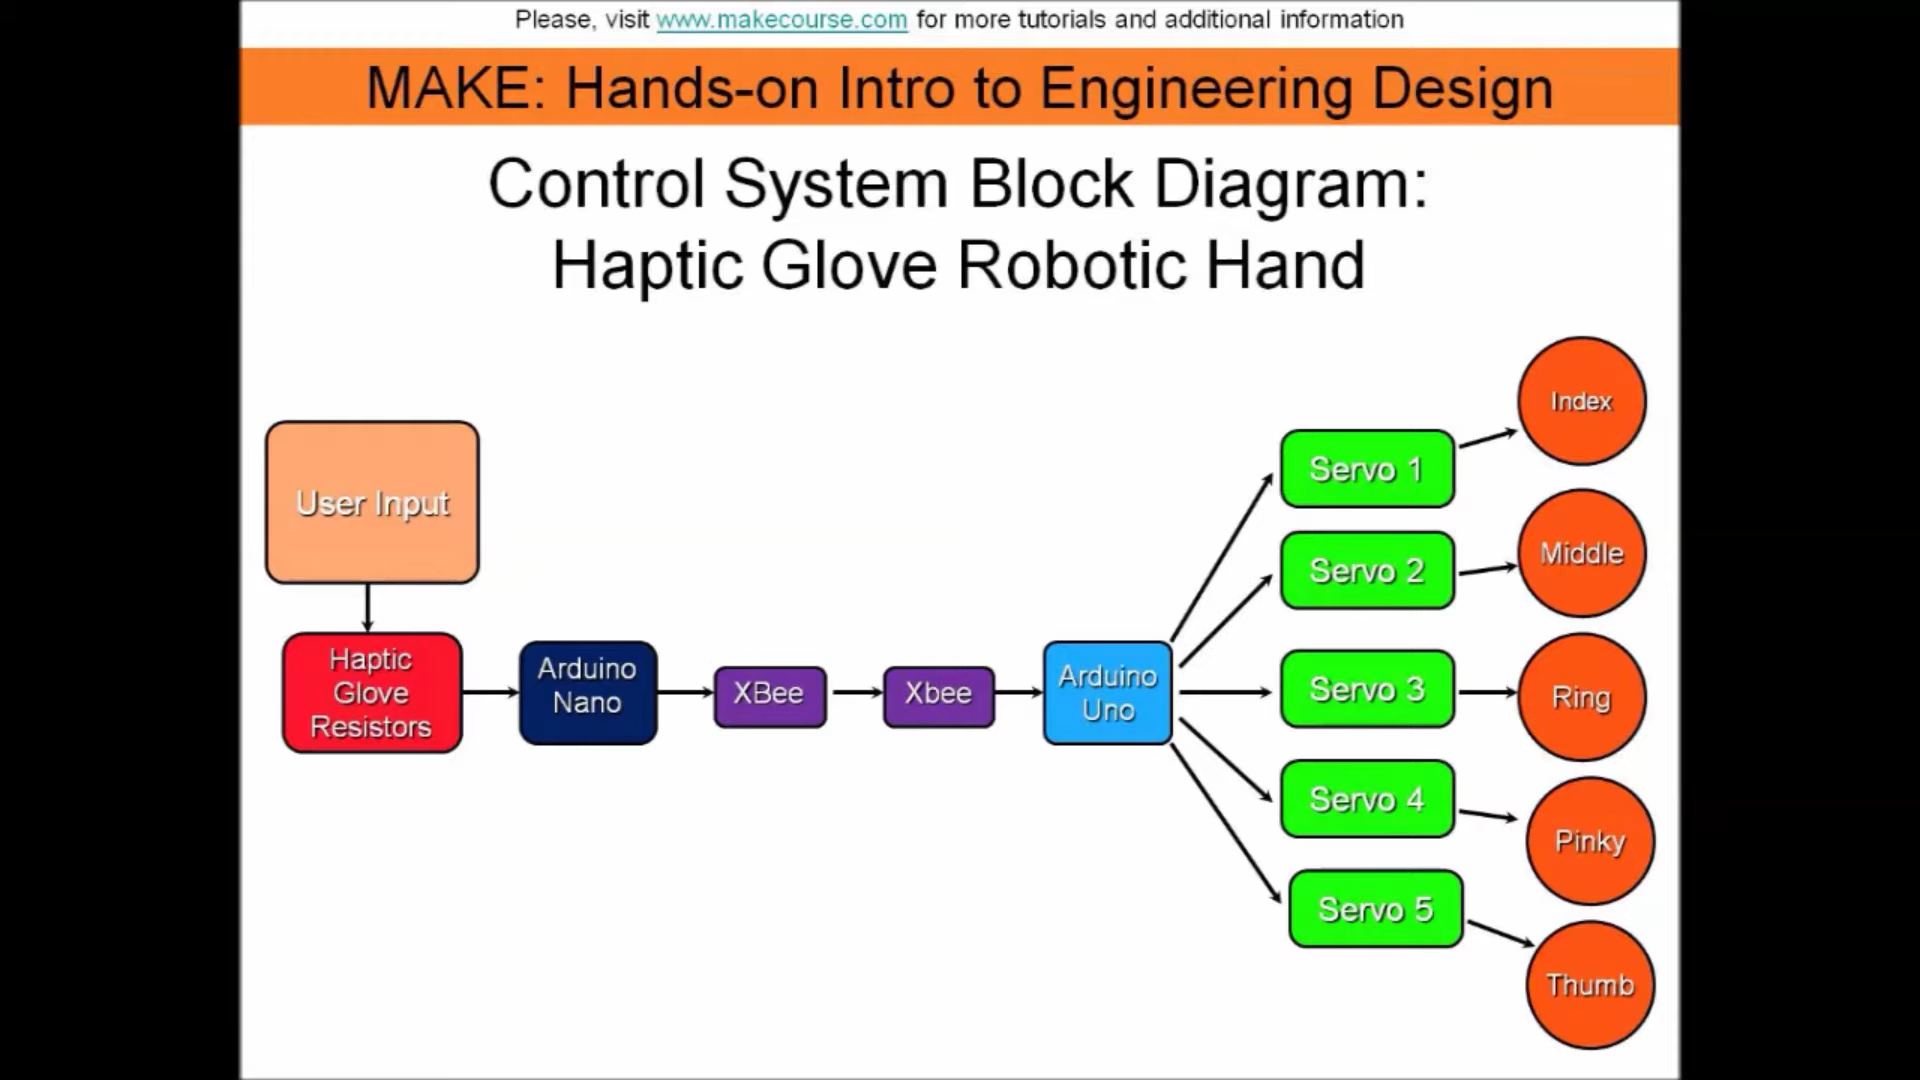 Please, visit www.makecourse.com for more tutorials and additional information
MAKE: Hands-on Intro to Engineering Design
Control System Block Diagram:
Haptic Glove Robotic Hand
User Input
Haptic
Glove
Resistors
Arduino
Nano
XBee
Xbee
Arduino
Uno
Servo 1
Servo 2
Servo 3
Servo 4
Servo 5
Index
Middle
Ring
Pinky
Thumb